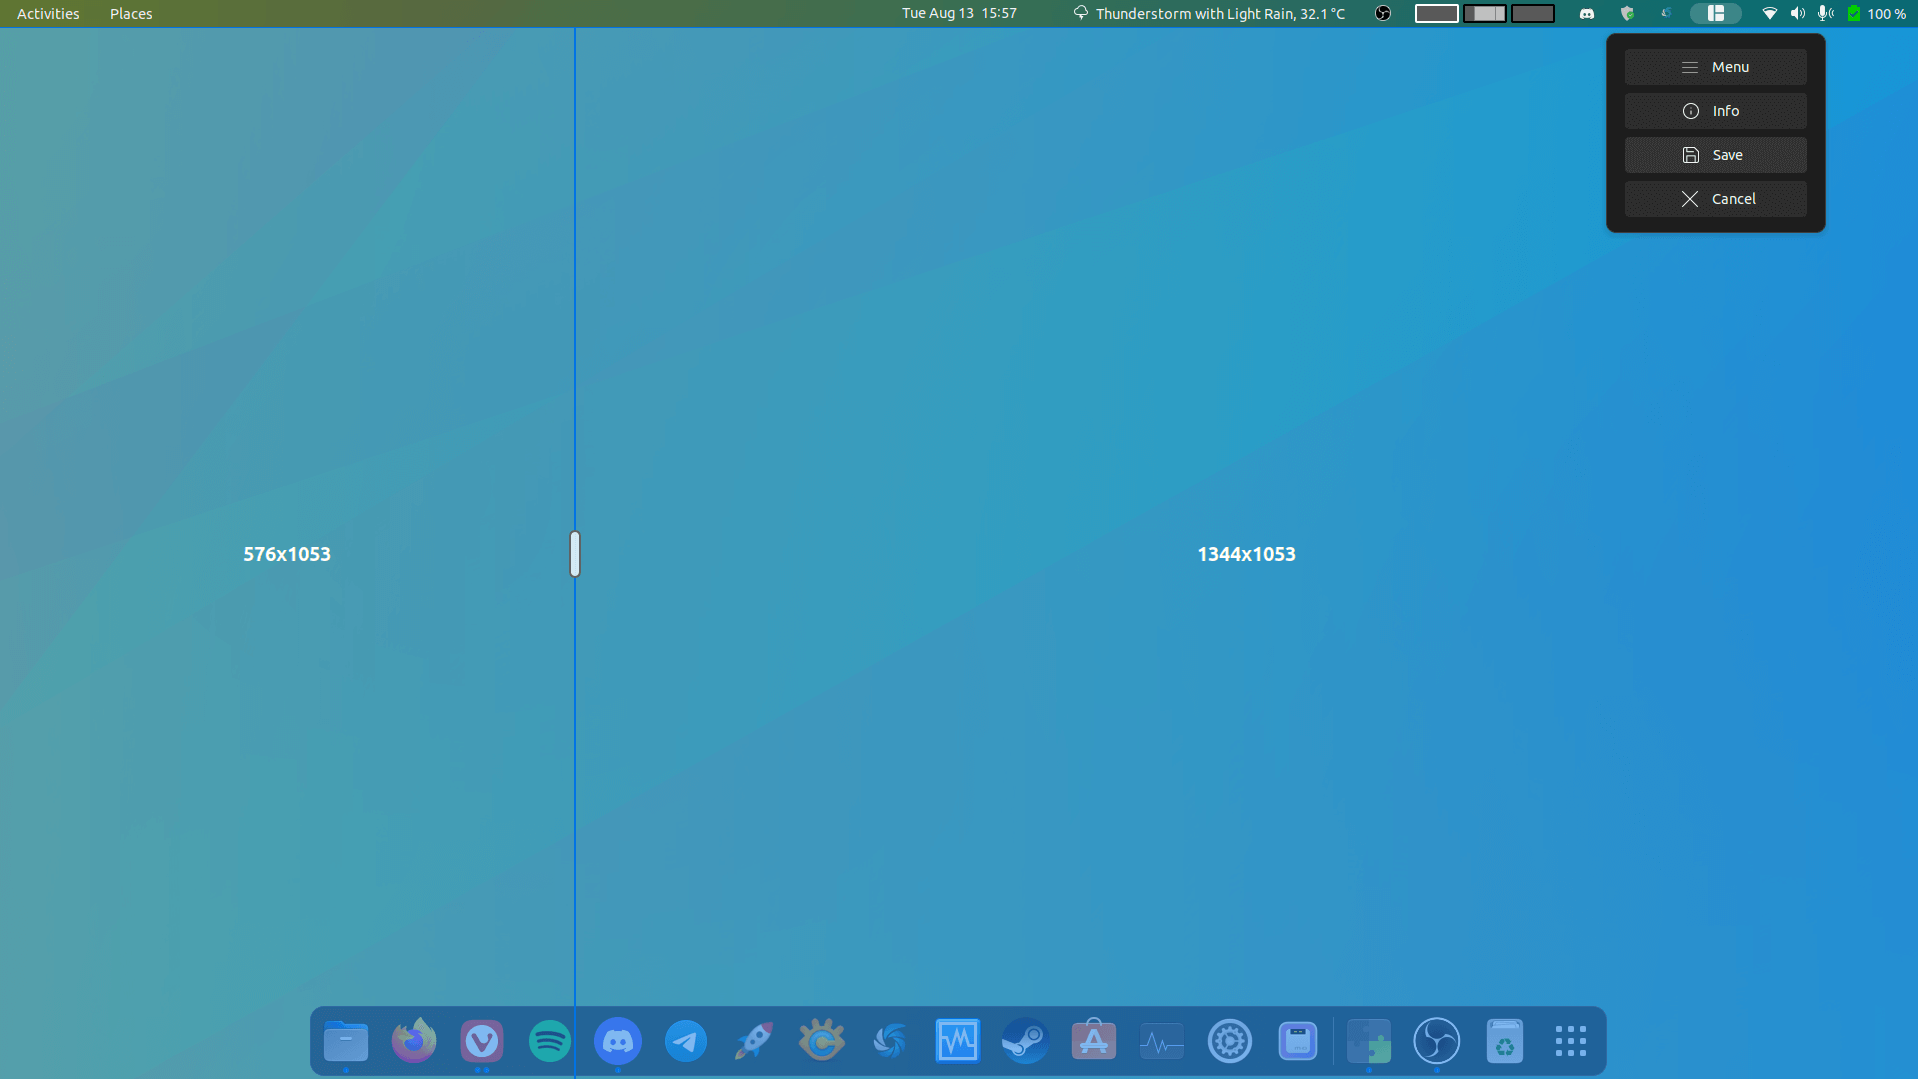 Activities Places Tue Aug 13 15:57 Thunderstorm with Light Rain, 32.1 °C 100 %
Menu
Info
Save
Cancel
576x1053 1344x1053